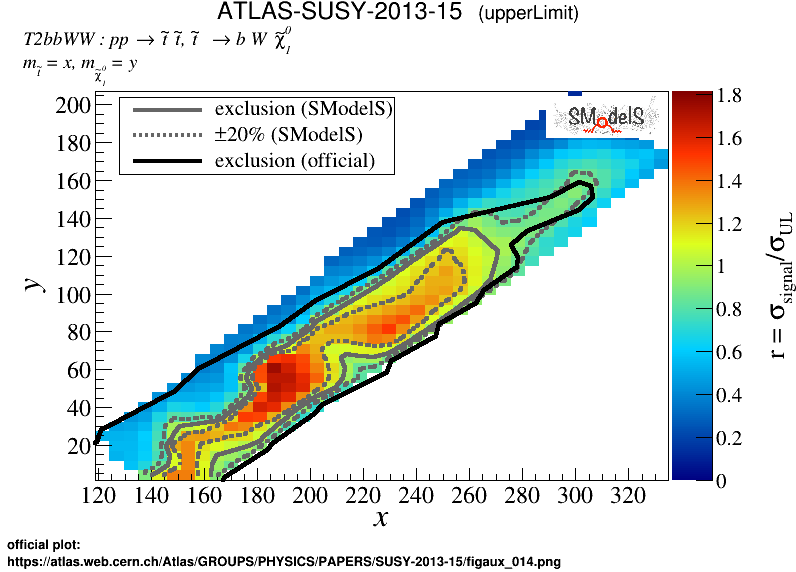 ATLAS-SUSY-2013-15 (upperLimit)
T2bbWW : pp → t̃ t̃, t̃ → b W χ̃₁⁰
m_t̃ = x, m_χ̃₁⁰ = y
exclusion (SModelS)
±20% (SModelS)
exclusion (official)
SModelS
200
180
160
140
120
100
80
60
40
20
y
120 140 160 180 200 220 240 260 280 300 320
x
1.8
1.6
1.4
1.2
1
0.8
0.6
0.4
0.2
0
r = σ_signal/σ_UL
official plot:
https://atlas.web.cern.ch/Atlas/GROUPS/PHYSICS/PAPERS/SUSY-2013-15/figaux_014.png